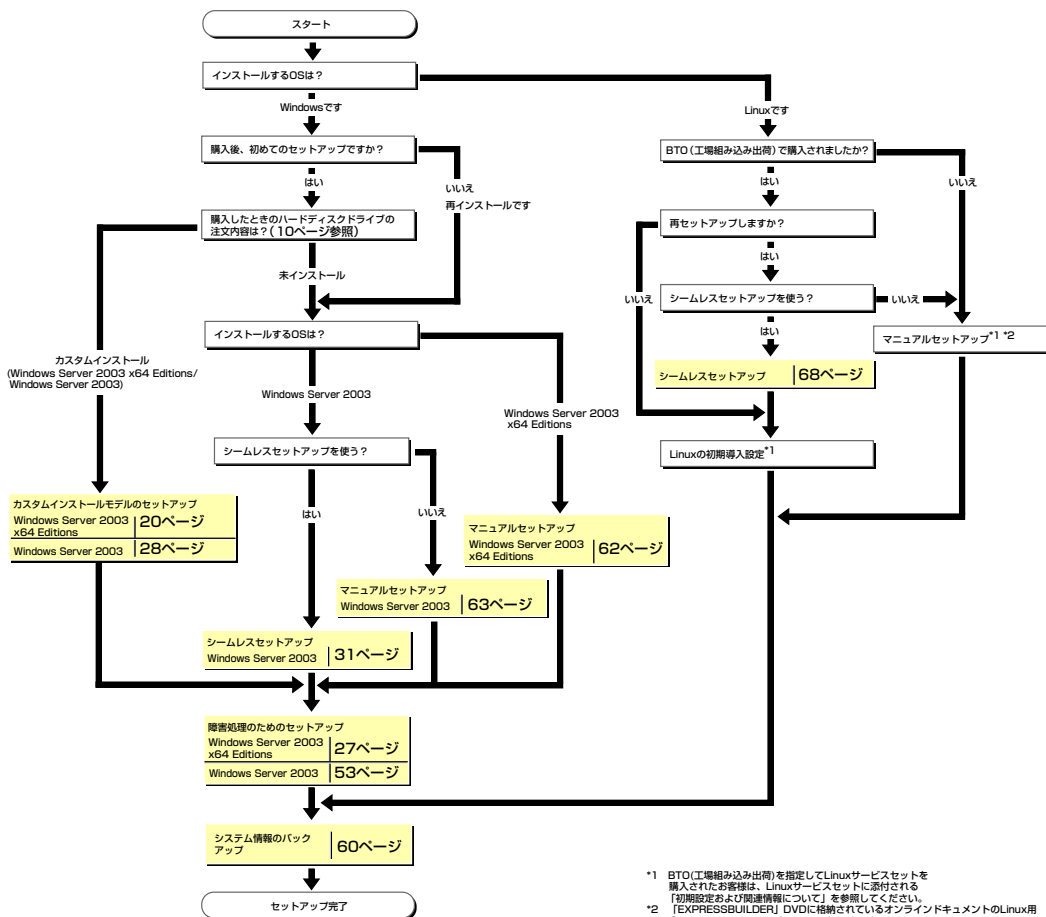 スタート
インストールするOSは？
Windowsです
Linuxです
購入後、初めてのセットアップですか？
はい
いいえ
再インストールです
購入したときのハードディスクドライブの
注文内容は？(10ページ参照)
未インストール
カスタムインストール
(Windows Server 2003 x64 Editions/
Windows Server 2003)
インストールするOSは？
Windows Server 2003
Windows Server 2003
x64 Editions
シームレスセットアップを使う？
はい
いいえ
カスタムインストールモデルのセットアップ
Windows Server 2003
x64 Editions
20ページ
Windows Server 2003
28ページ
マニュアルセットアップ
Windows Server 2003
x64 Editions
62ページ
マニュアルセットアップ
Windows Server 2003
63ページ
シームレスセットアップ
Windows Server 2003
31ページ
障害処理のためのセットアップ
Windows Server 2003
x64 Editions
27ページ
Windows Server 2003
53ページ
システム情報のバック
アップ
60ページ
セットアップ完了
BTO(工場組み込み出荷)で購入されましたか？
はい
いいえ
再セットアップしますか？
はい
いいえ
シームレスセットアップを使う？
いいえ
はい
マニュアルセットアップ*1 *2
シームレスセットアップ
68ページ
Linuxの初期導入設定*1
*1 BTO(工場組み込み出荷)を指定してLinuxサービスセットを
購入されたお客様は、Linuxサービスセットに添付される
「初期設定および関連情報について」を参照してください。
*2 「EXPRESSBUILDER」DVDに格納されているオンラインドキュメントのLinux用